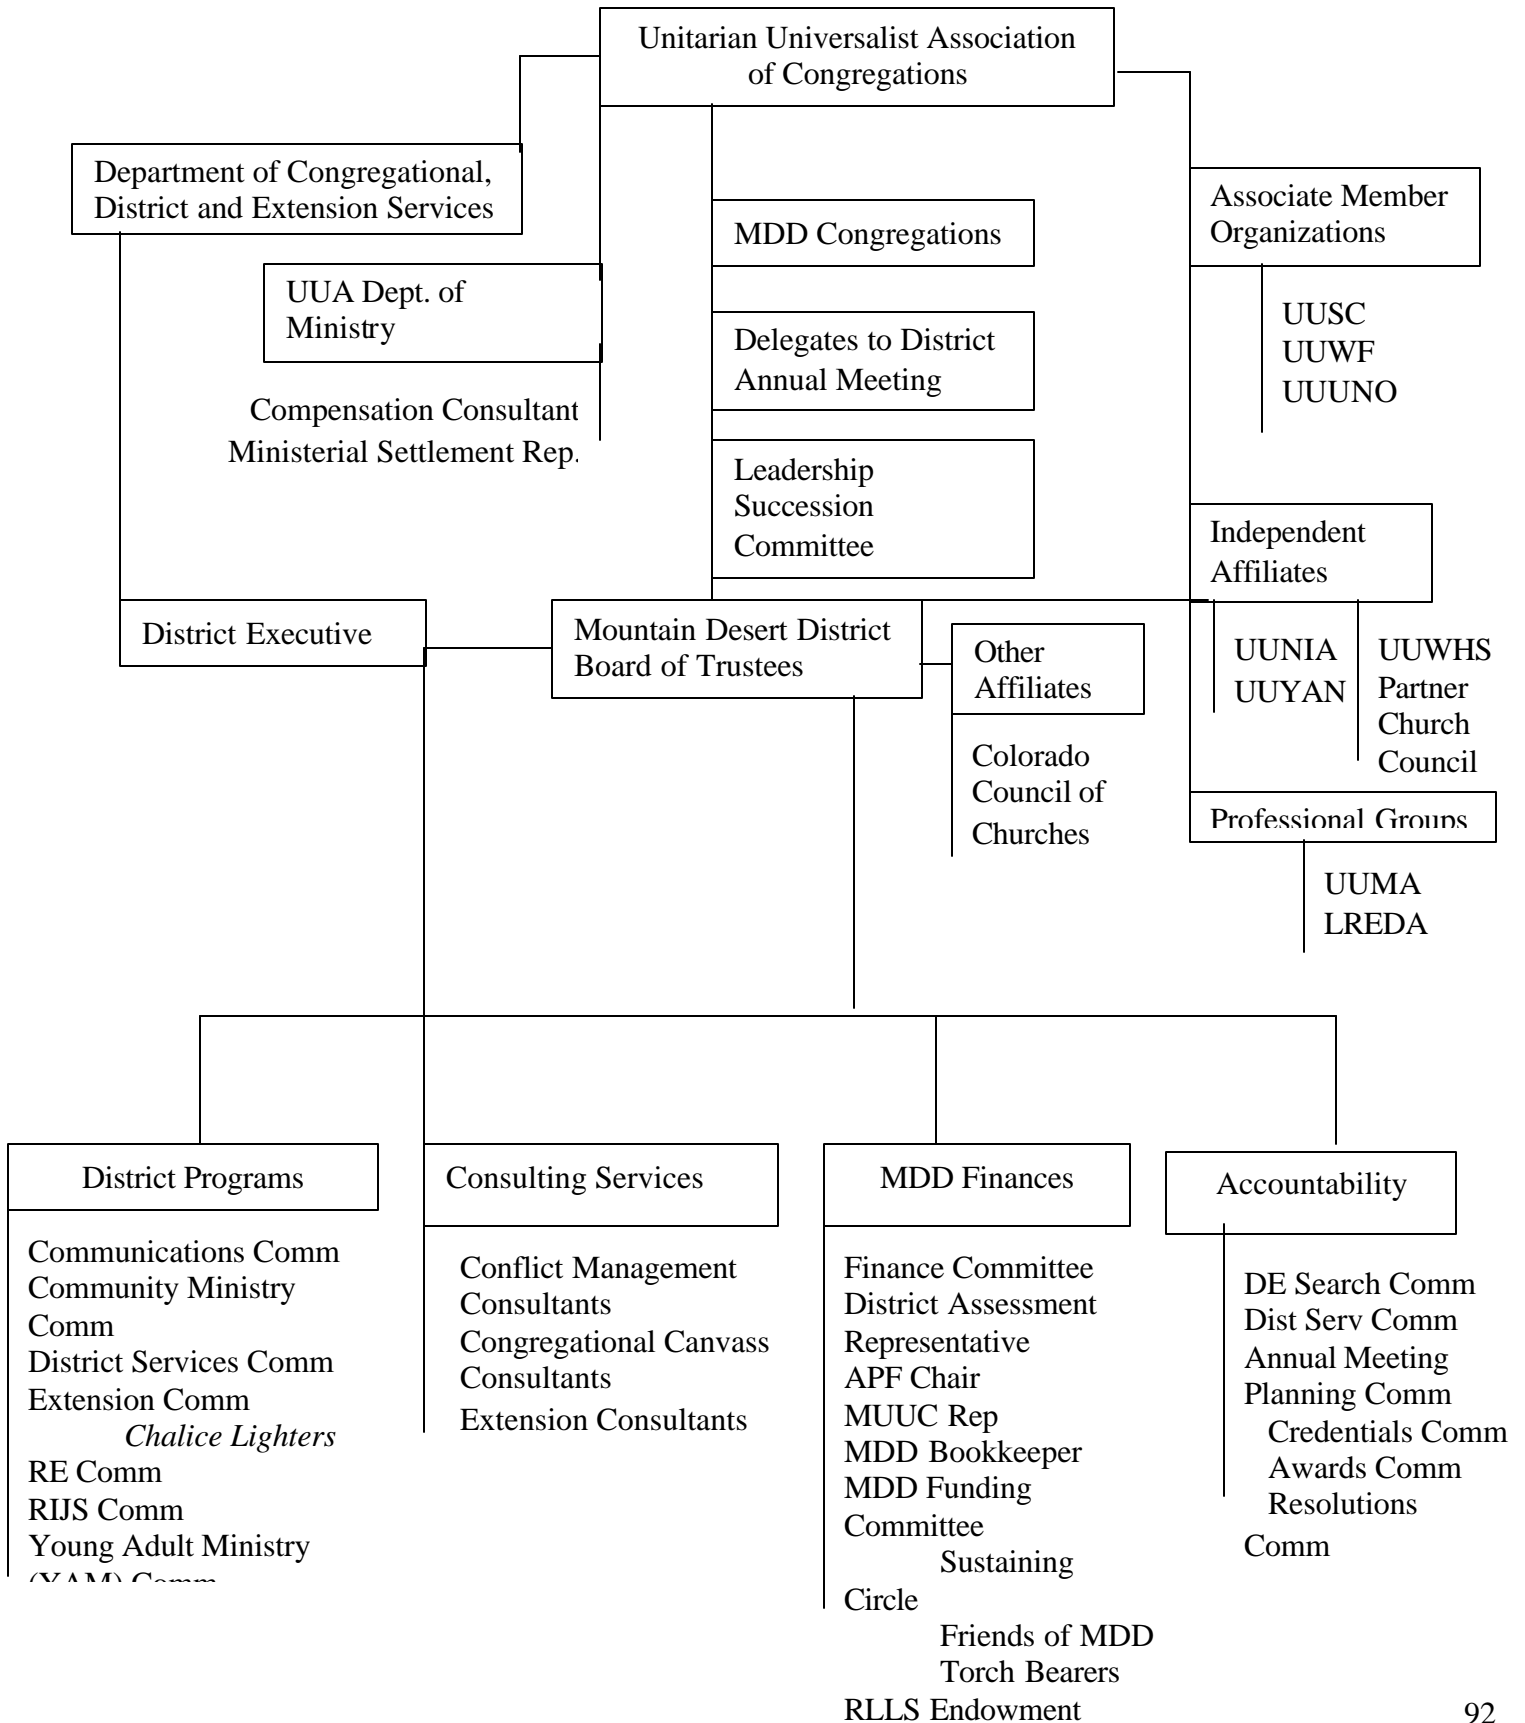 Unitarian Universalist Association
of Congregations
Department of Congregational,
District and Extension Services
UUA Dept. of
Ministry
Compensation Consultant
Ministerial Settlement Rep.
MDD Congregations
Delegates to District
Annual Meeting
Leadership
Succession
Committee
Associate Member
Organizations
UUSC
UUWF
UUUNO
Independent
Affiliates
UUNIA
UUYAN
UUWHS
Partner
Church
Council
Professional Groups
UUMA
LREDA
District Executive
Mountain Desert District
Board of Trustees
Other
Affiliates
Colorado
Council of
Churches
District Programs
Communications Comm
Community Ministry
Comm
District Services Comm
Extension Comm
Chalice Lighters
RE Comm
RIJS Comm
Young Adult Ministry
(YAM) Comm
Consulting Services
Conflict Management
Consultants
Congregational Canvass
Consultants
Extension Consultants
MDD Finances
Finance Committee
District Assessment
Representative
APF Chair
MUUC Rep
MDD Bookkeeper
MDD Funding
Committee
Sustaining
Circle
Friends of MDD
Torch Bearers
RLLS Endowment
Accountability
DE Search Comm
Dist Serv Comm
Annual Meeting
Planning Comm
Credentials Comm
Awards Comm
Resolutions
Comm
92